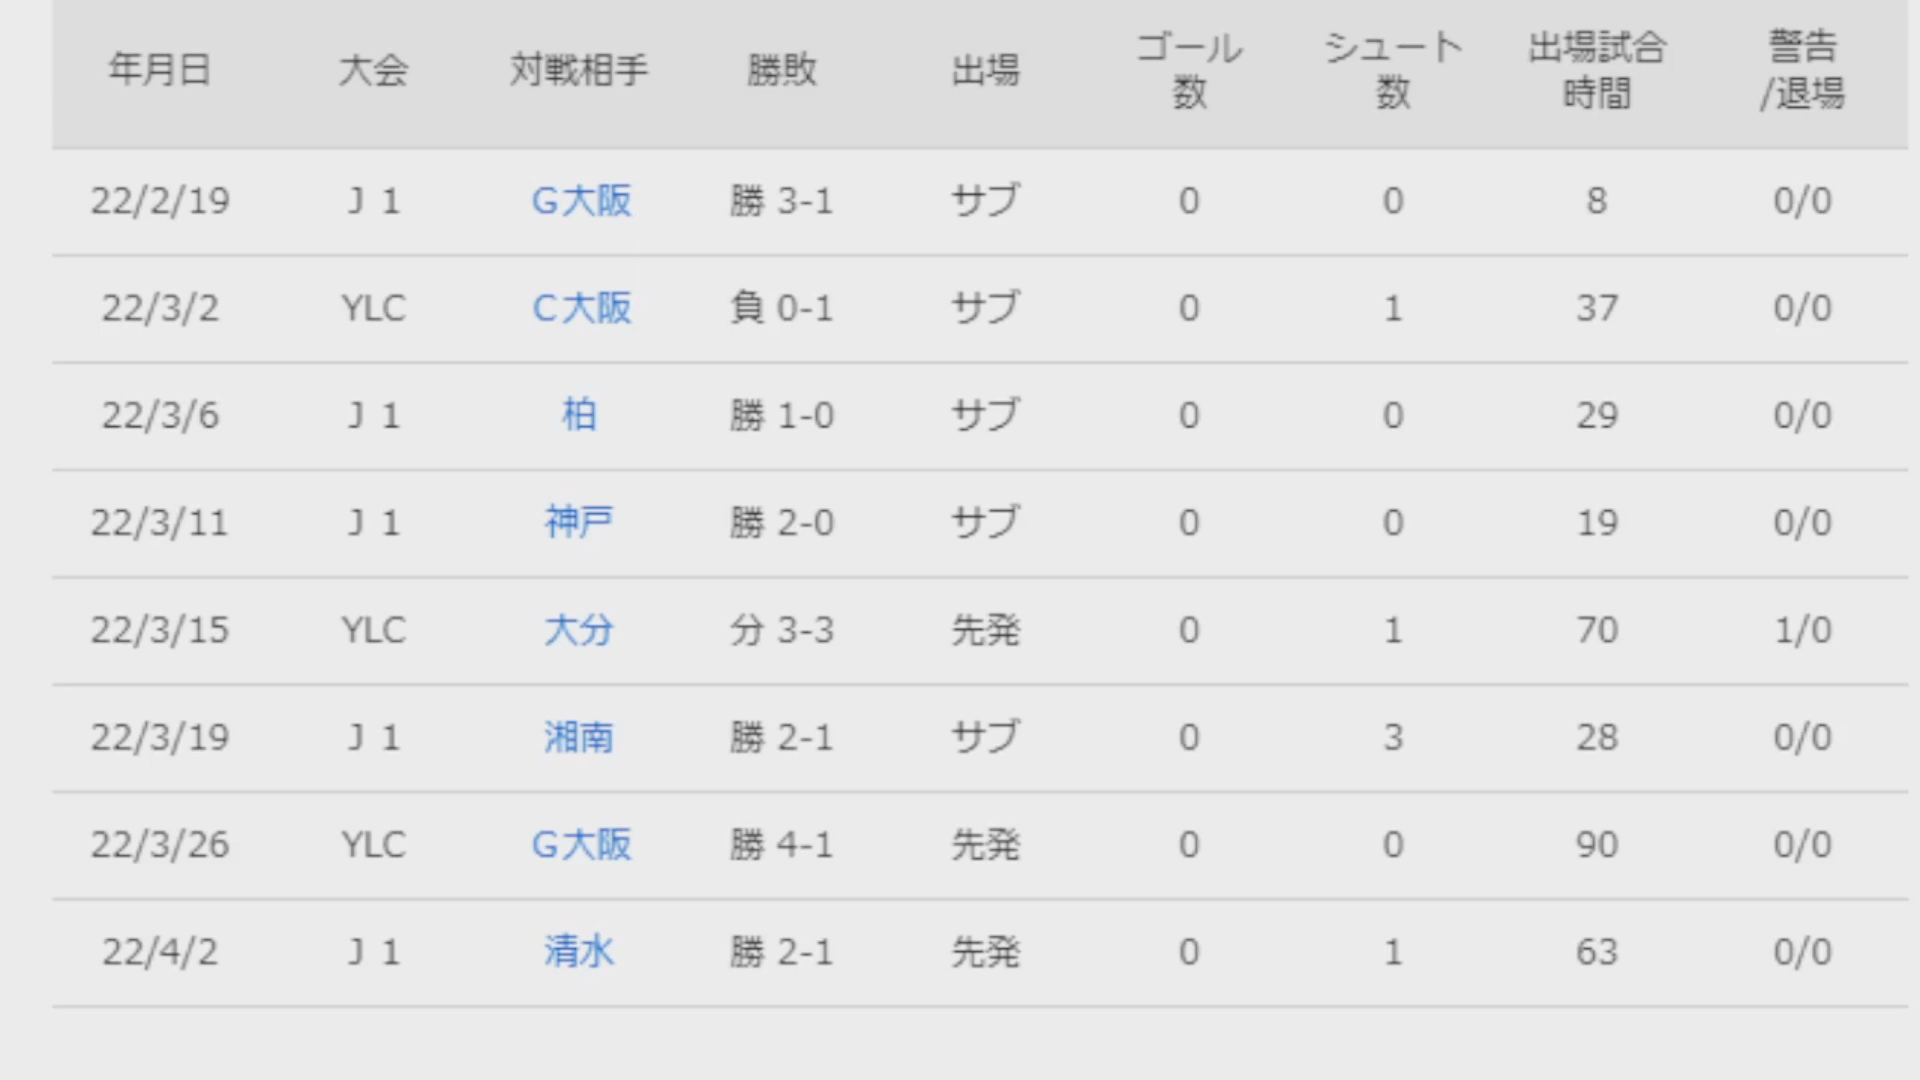 年月日 大会 対戦相手 勝敗 出場 ゴール数 シュート数 出場試合時間 警告/退場
22/2/19 J 1 G大阪 勝 3-1 サブ 0 0 8 0/0
22/3/2 YLC C大阪 負 0-1 サブ 0 1 37 0/0
22/3/6 J 1 柏 勝 1-0 サブ 0 0 29 0/0
22/3/11 J 1 神戸 勝 2-0 サブ 0 0 19 0/0
22/3/15 YLC 大分 分 3-3 先発 0 1 70 1/0
22/3/19 J 1 湘南 勝 2-1 サブ 0 3 28 0/0
22/3/26 YLC G大阪 勝 4-1 先発 0 0 90 0/0
22/4/2 J 1 清水 勝 2-1 先発 0 1 63 0/0